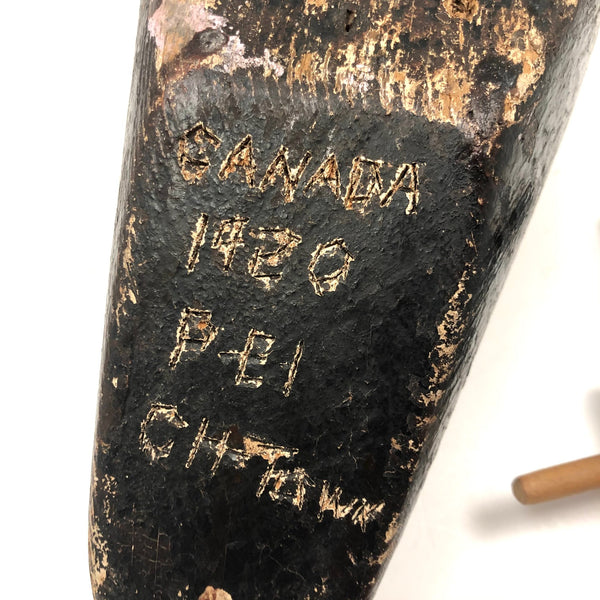 CANADA
1920
P-EI
CH-TOWN